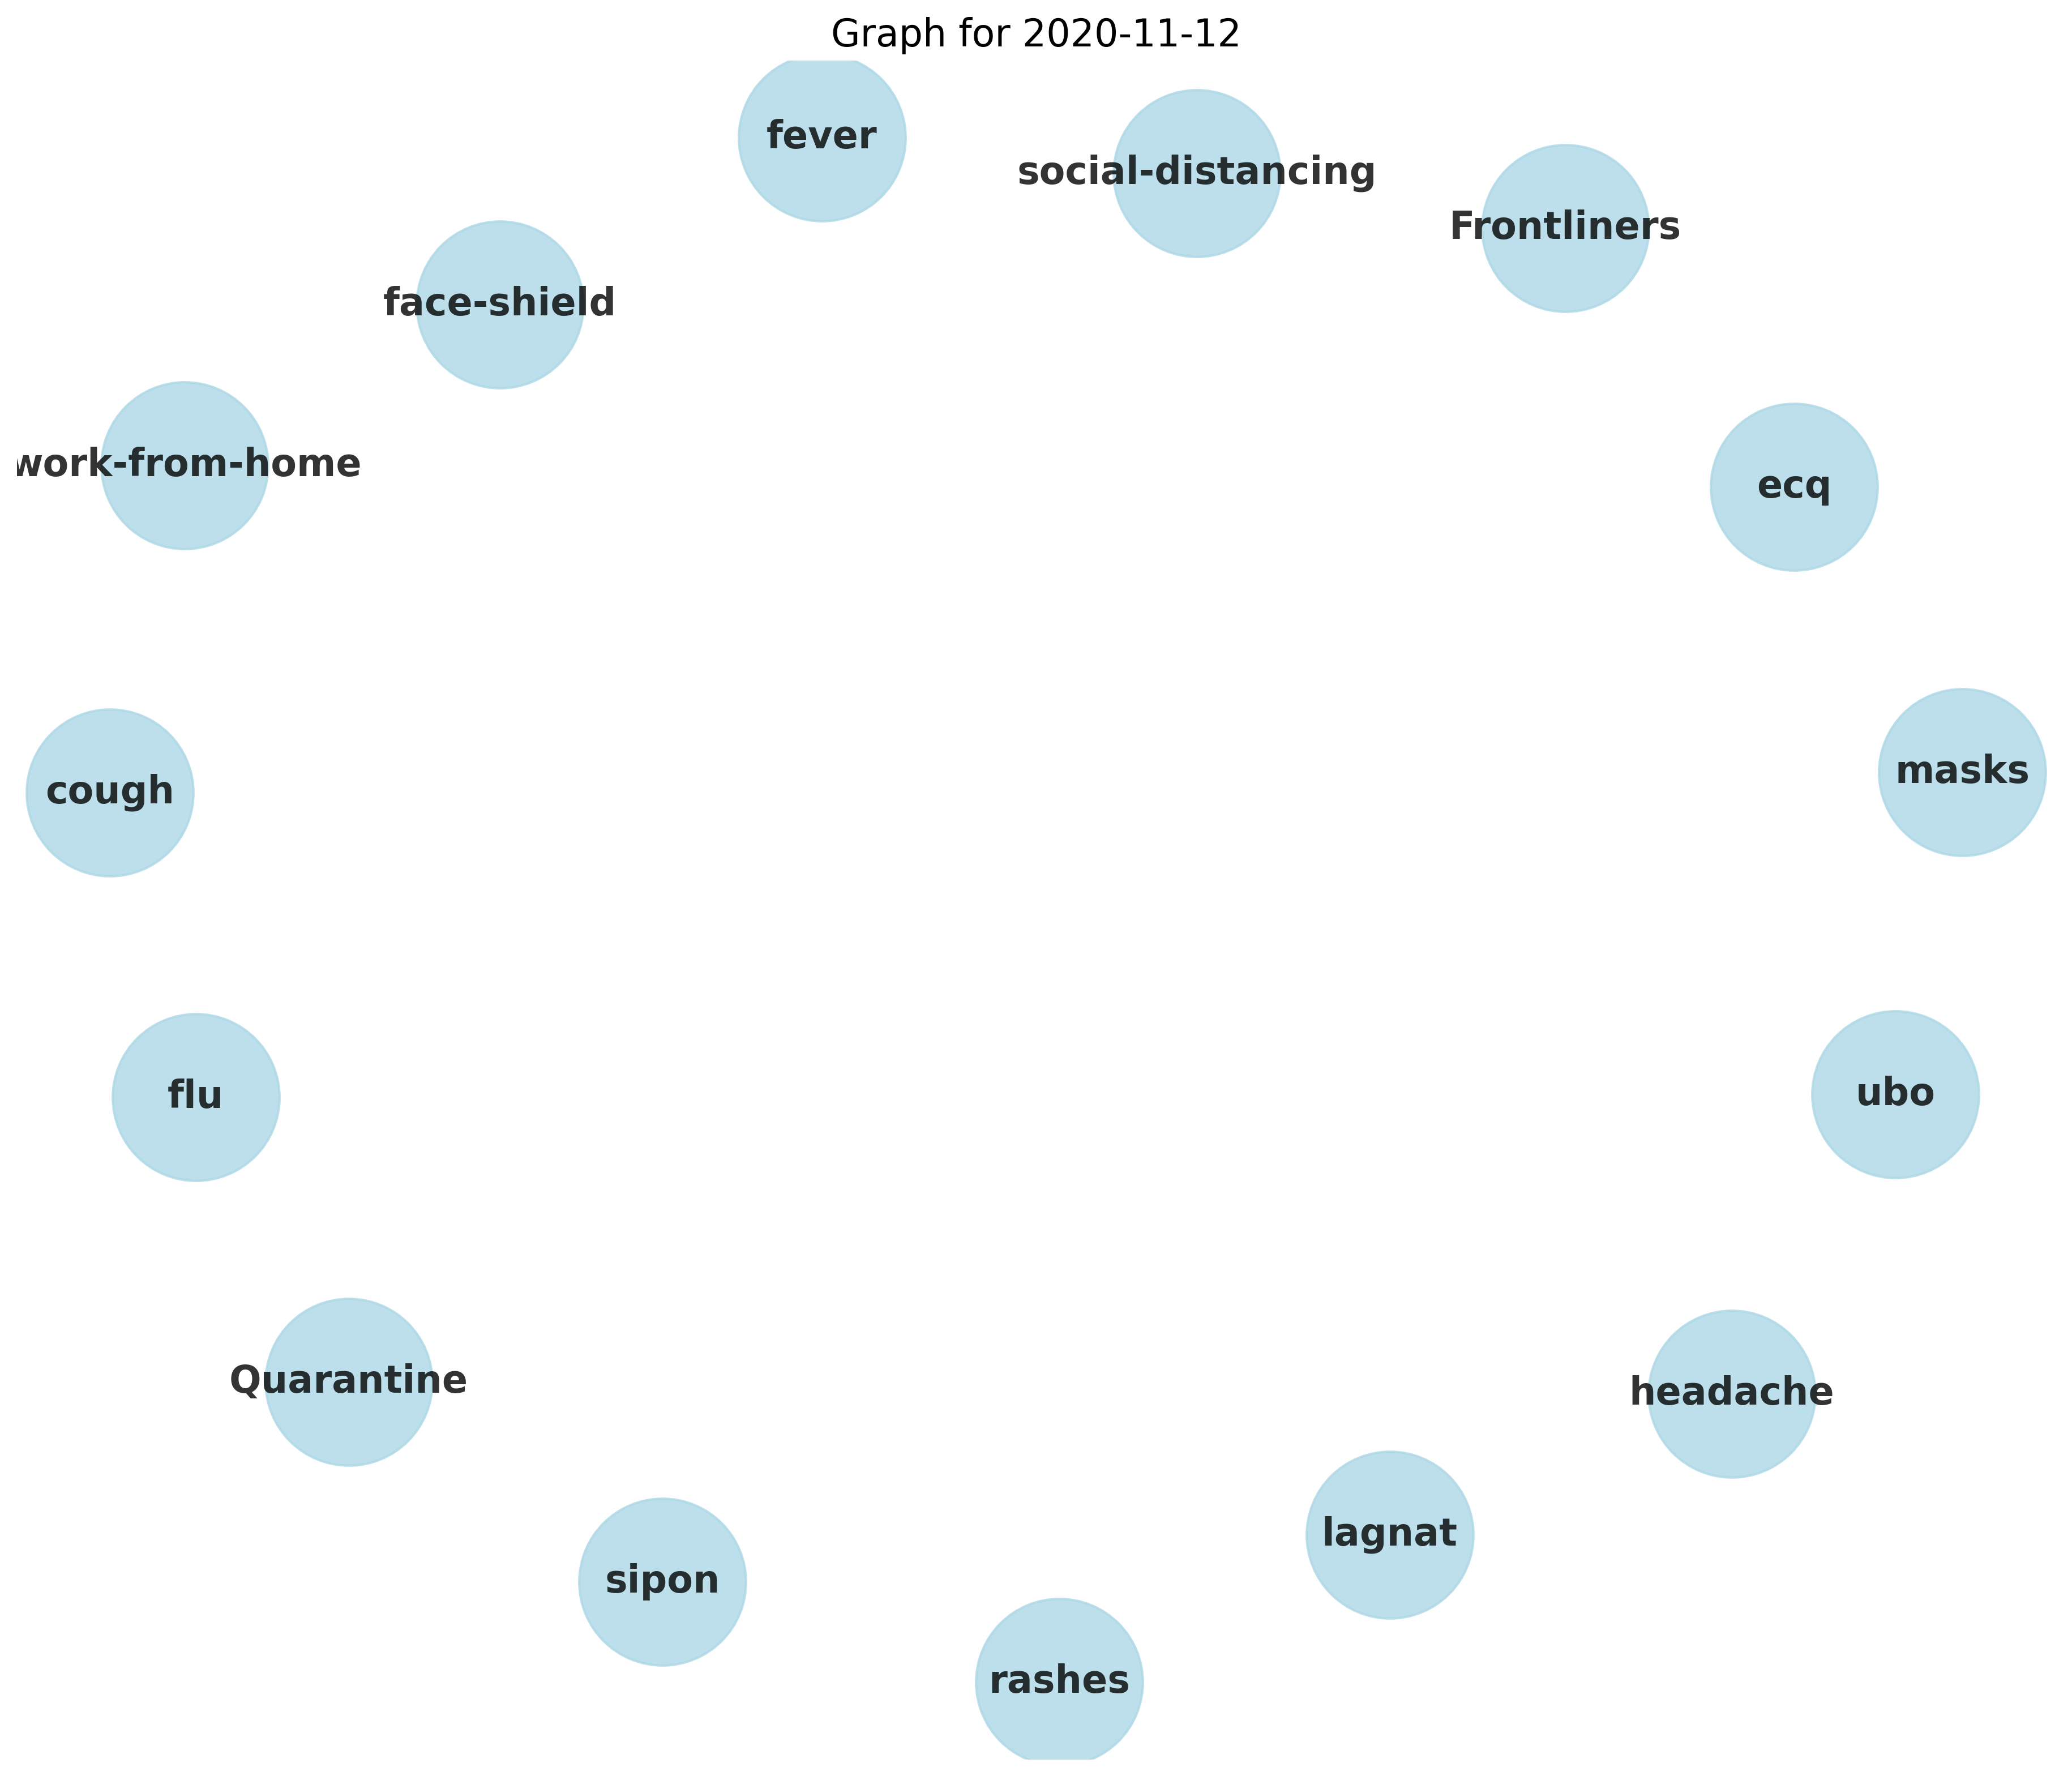 Graph for 2020-11-12
fever
social-distancing
Frontliners
face-shield
work-from-home
ecq
masks
cough
ubo
flu
Quarantine
headache
lagnat
sipon
rashes